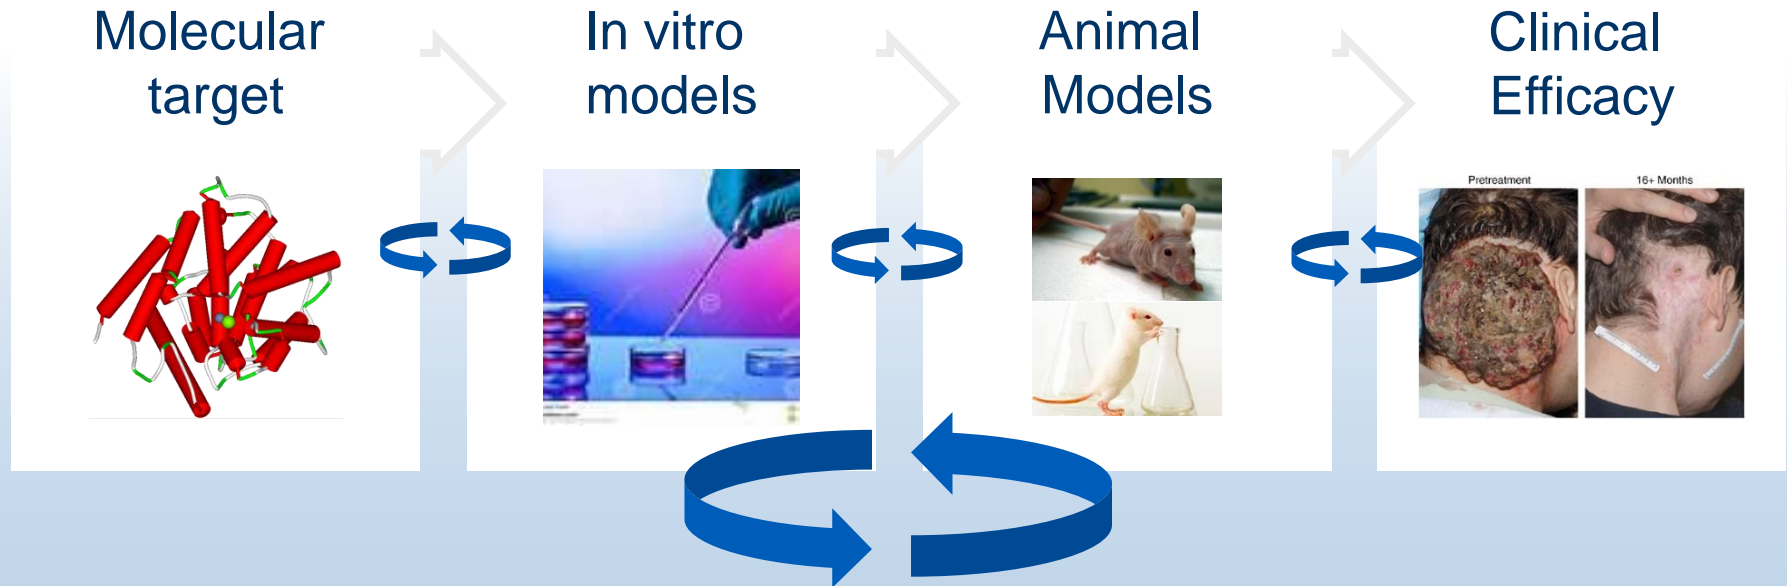 Molecular
target
In vitro
models
Animal
Models
Clinical
Efficacy
Pretreatment
16+ Months